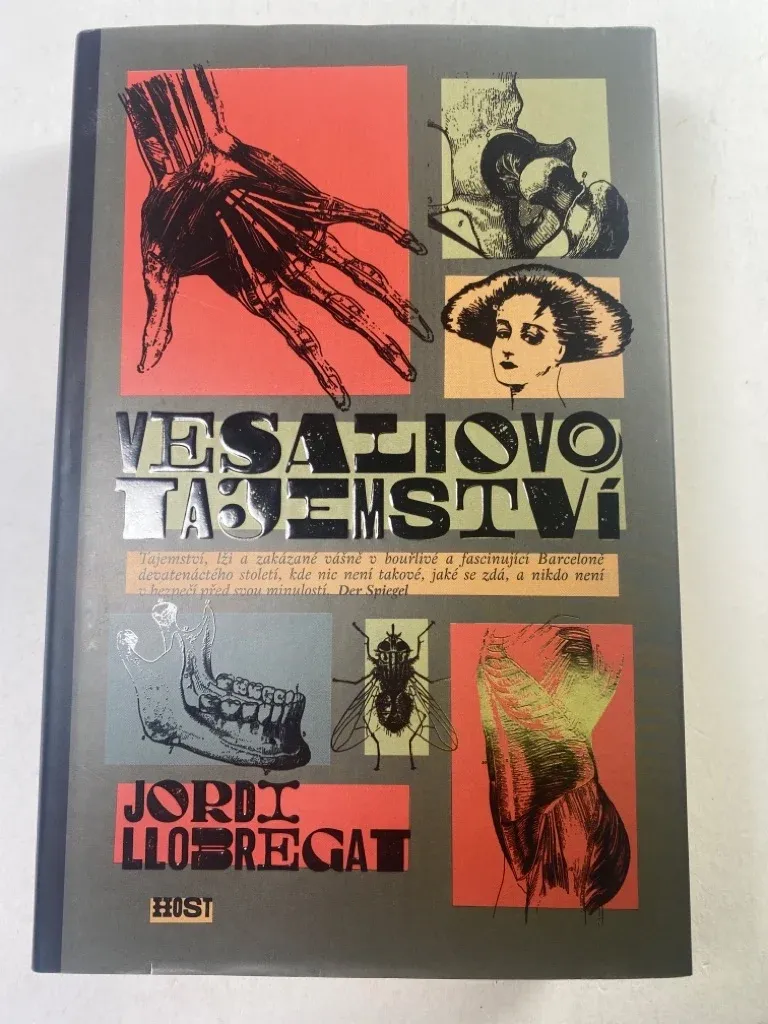 VESALIOVO
TAJEMSTVÍ
Tajemství, lži a zakázané vášně v bouřlivé a fascinující Barceloně
devatenáctého století, kde nic není takové, jaké se zdá, a nikdo není
v bezpečí před svou minulostí. Der Spiegel
JORDI
LLOBREGAT
HOST